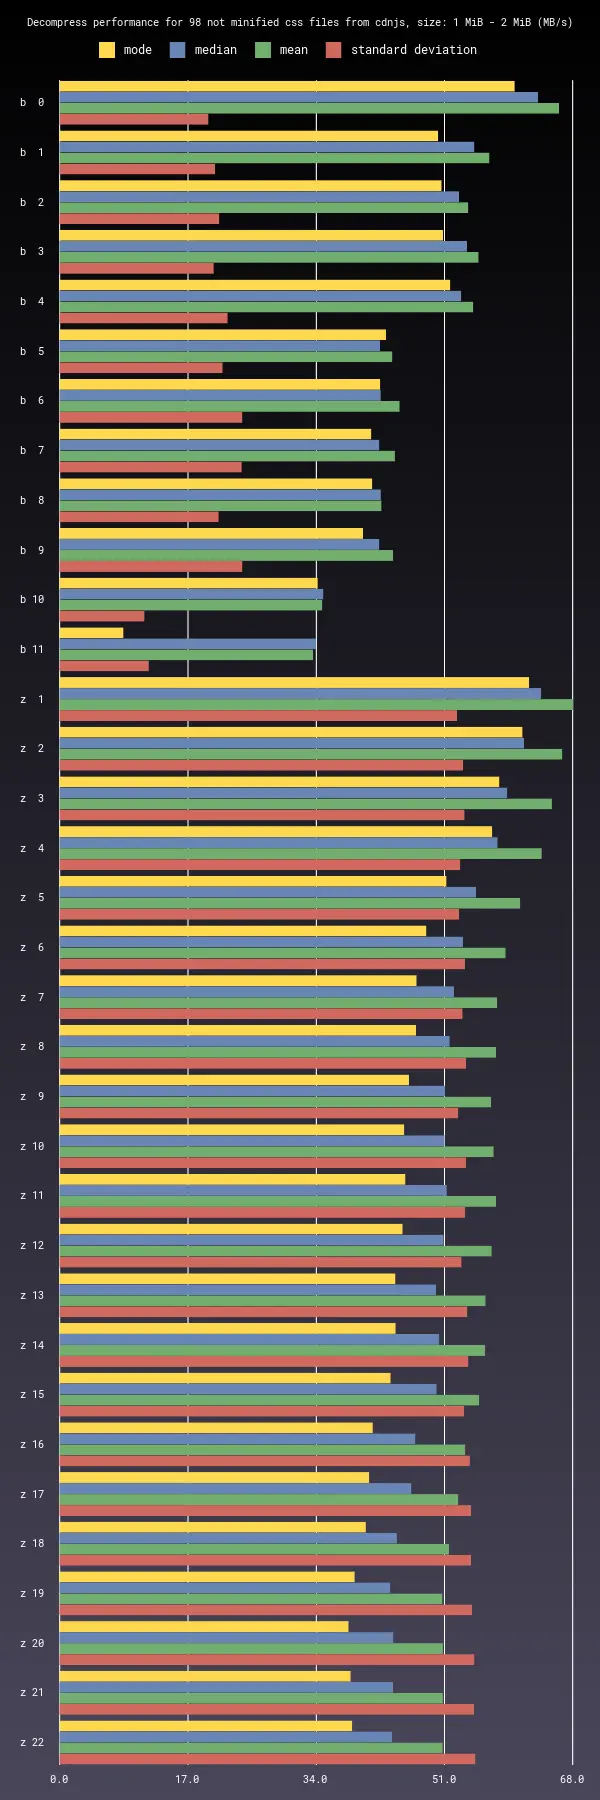 Decompress performance for 98 not minified css files from cdnjs, size: 1 MiB - 2 MiB (MB/s)
mode median mean standard deviation
b 0
b 1
b 2
b 3
b 4
b 5
b 6
b 7
b 8
b 9
b 10
b 11
z 1
z 2
z 3
z 4
z 5
z 6
z 7
z 8
z 9
z 10
z 11
z 12
z 13
z 14
z 15
z 16
z 17
z 18
z 19
z 20
z 21
z 22
0.0 17.0 34.0 51.0 68.0